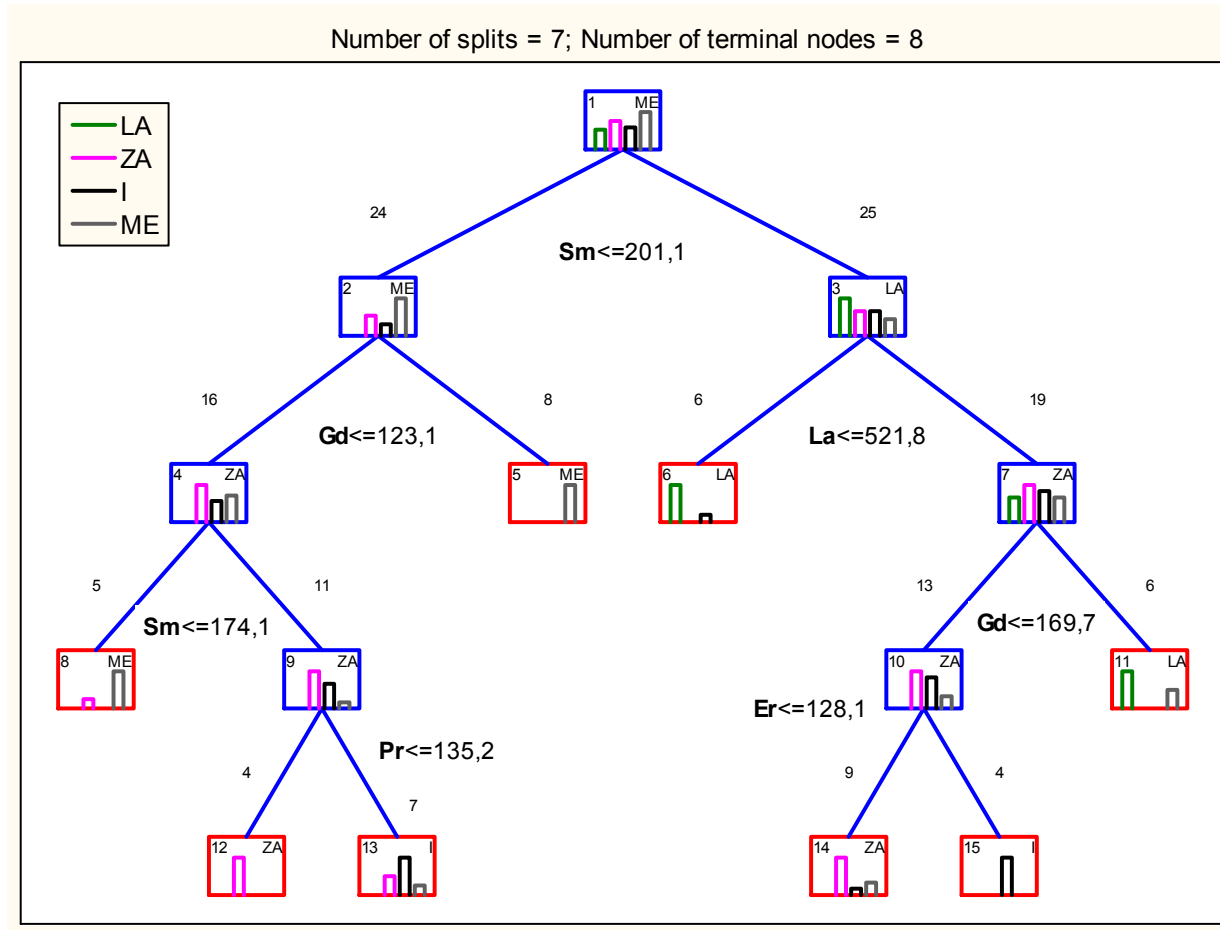 Number of splits = 7; Number of terminal nodes = 8
LA
ZA
I
ME
1 ME
24 25
Sm<=201,1
2 ME
3 LA
16 8 6 19
Gd<=123,1
La<=521,8
4 ZA
5 ME
6 LA
7 ZA
5 11 13 6
Sm<=174,1
Gd<=169,7
8 ME
9 ZA
10 ZA
11 LA
Er<=128,1
Pr<=135,2
4 7 9 4
12 ZA
13 I
14 ZA
15 I